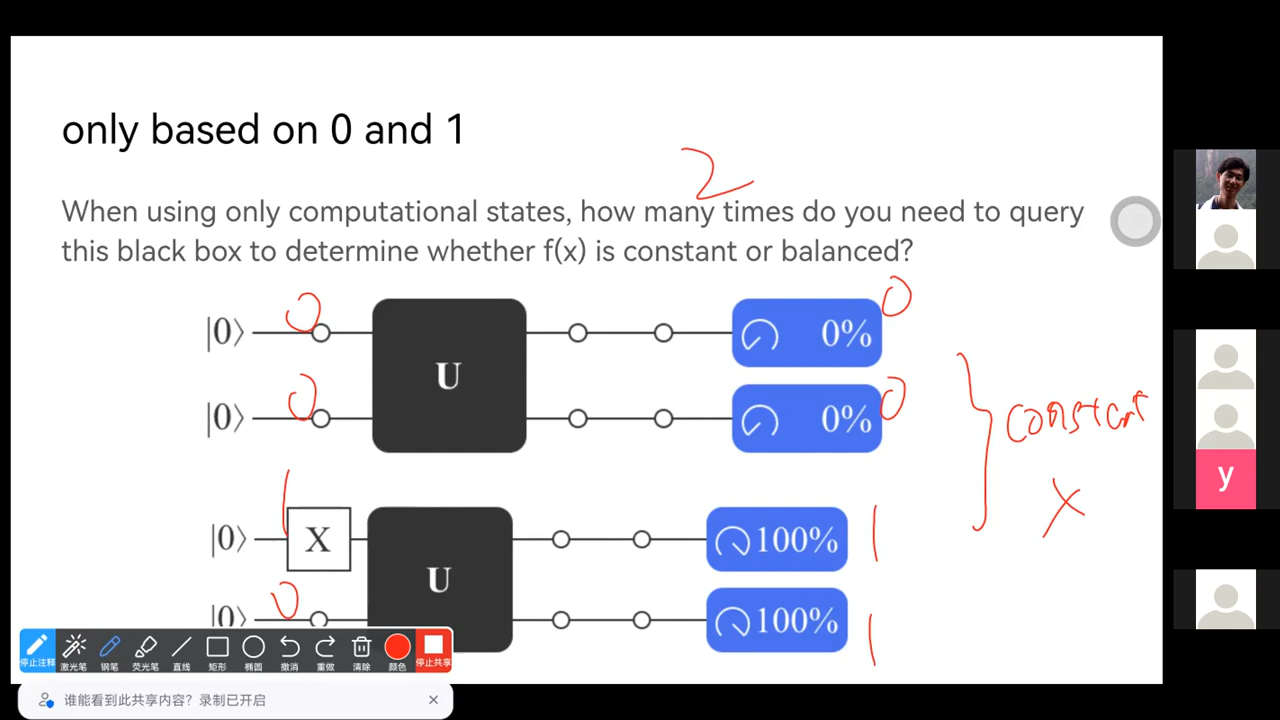 only based on 0 and 1
2
When using only computational states, how many times do you need to query
this black box to determine whether f(x) is constant or balanced?
|0⟩ 0 U 0% 0
|0⟩ 0 0% 0
constant
X
|0⟩ 1 X U 100% 1
|0⟩ 0 100% 1
y
停止注释 激光笔 钢笔 荧光笔 直线 矩形 椭圆 撤消 重做 清除 颜色 停止共享
谁能看到此共享内容? 录制已开启 ×